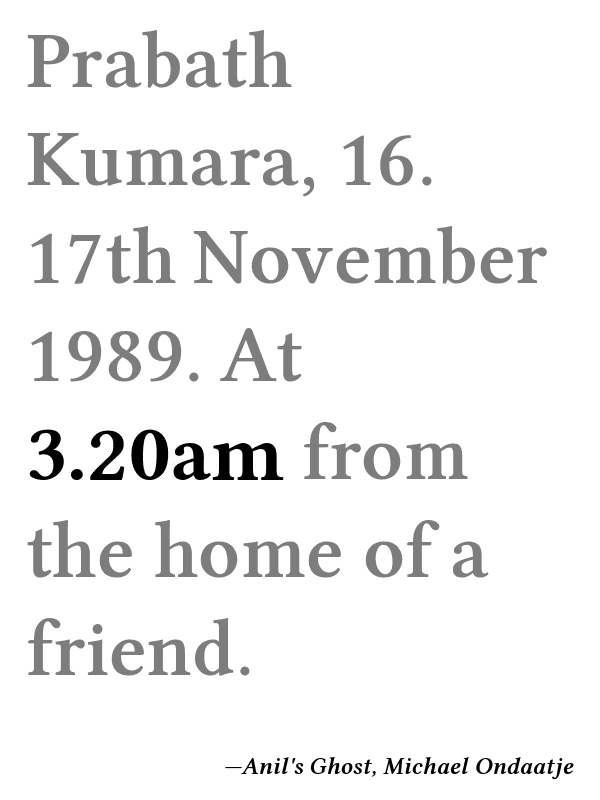 Prabath
Kumara, 16.
17th November
1989. At
3.20am from
the home of a
friend.
—Anil's Ghost, Michael Ondaatje